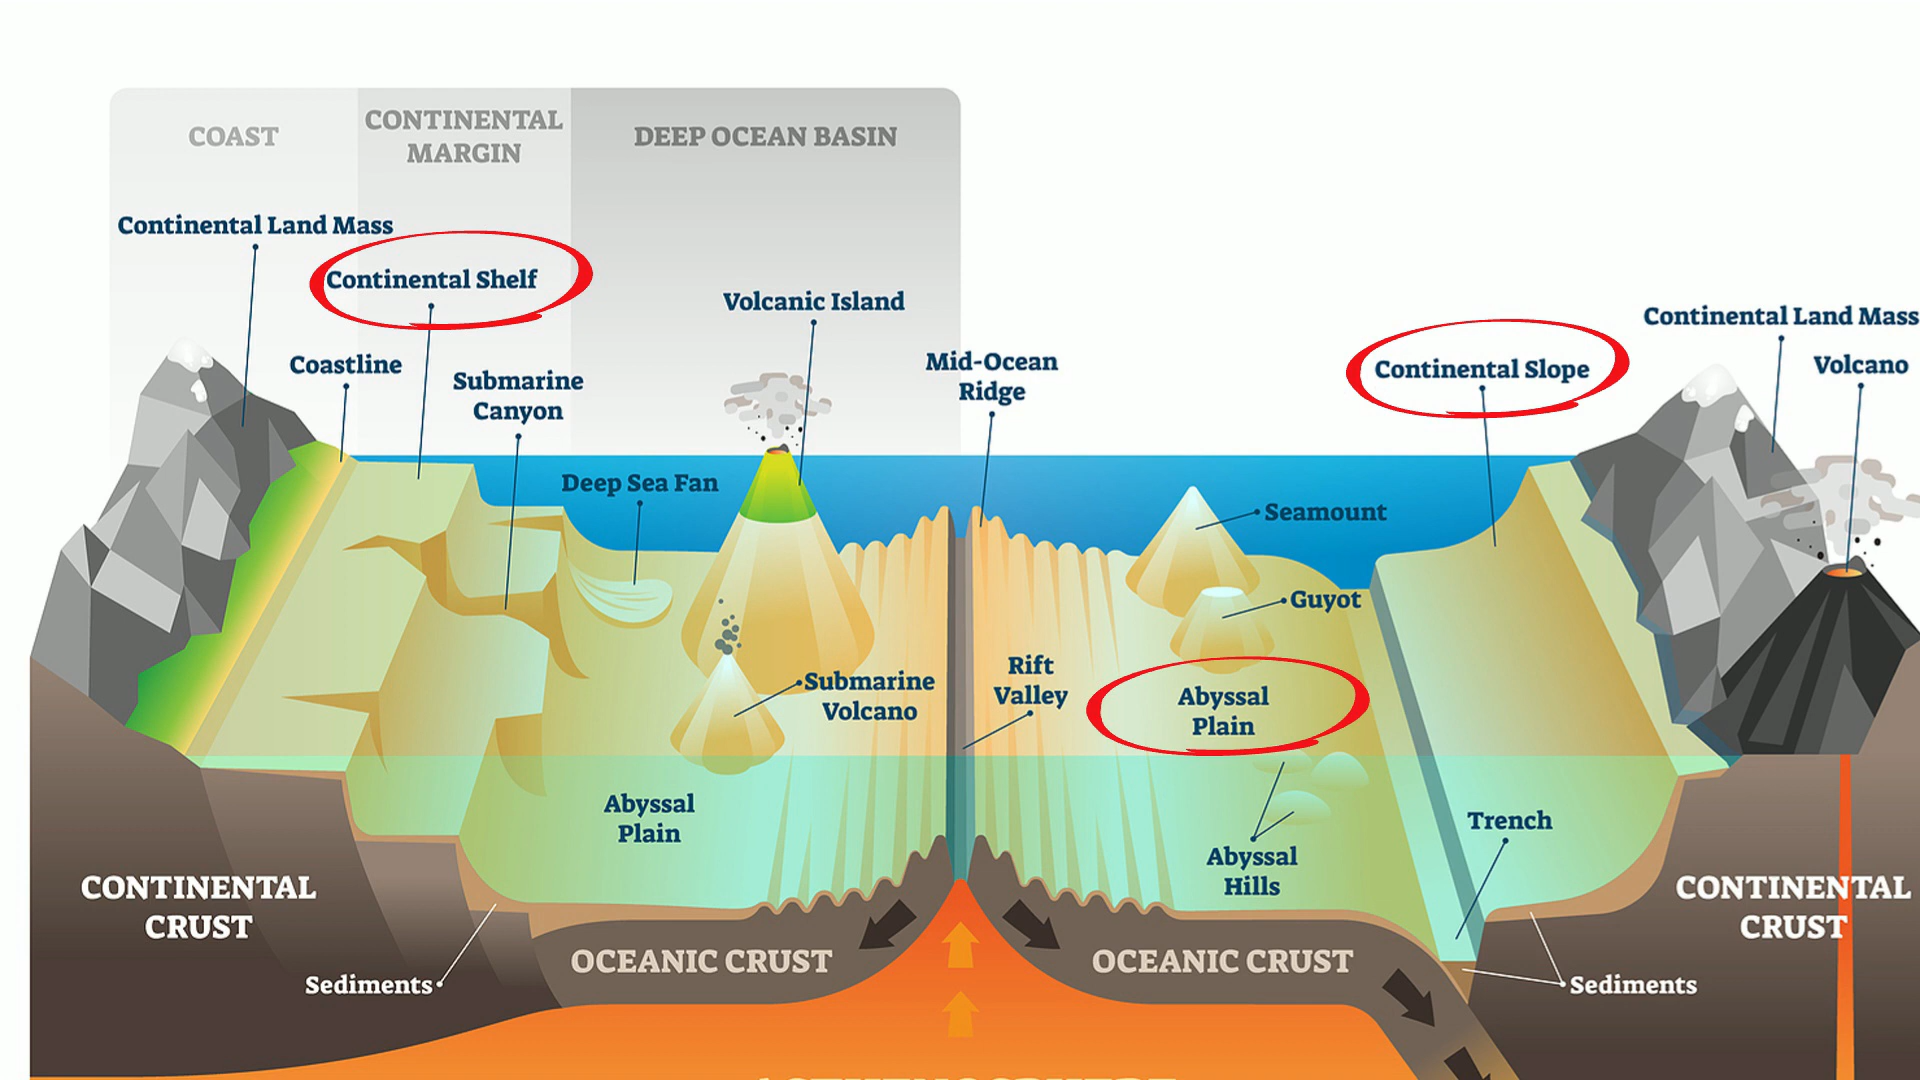 COAST
CONTINENTAL
MARGIN
DEEP OCEAN BASIN
Continental Land Mass
Continental Shelf
Volcanic Island
Continental Land Mass
Coastline
Submarine
Canyon
Mid-Ocean
Ridge
Continental Slope
Volcano
Deep Sea Fan
Seamount
Guyot
Submarine
Volcano
Rift
Valley
Abyssal
Plain
Abyssal
Plain
Abyssal
Hills
Trench
CONTINENTAL
CRUST
CONTINENTAL
CRUST
OCEANIC CRUST
OCEANIC CRUST
Sediments
Sediments